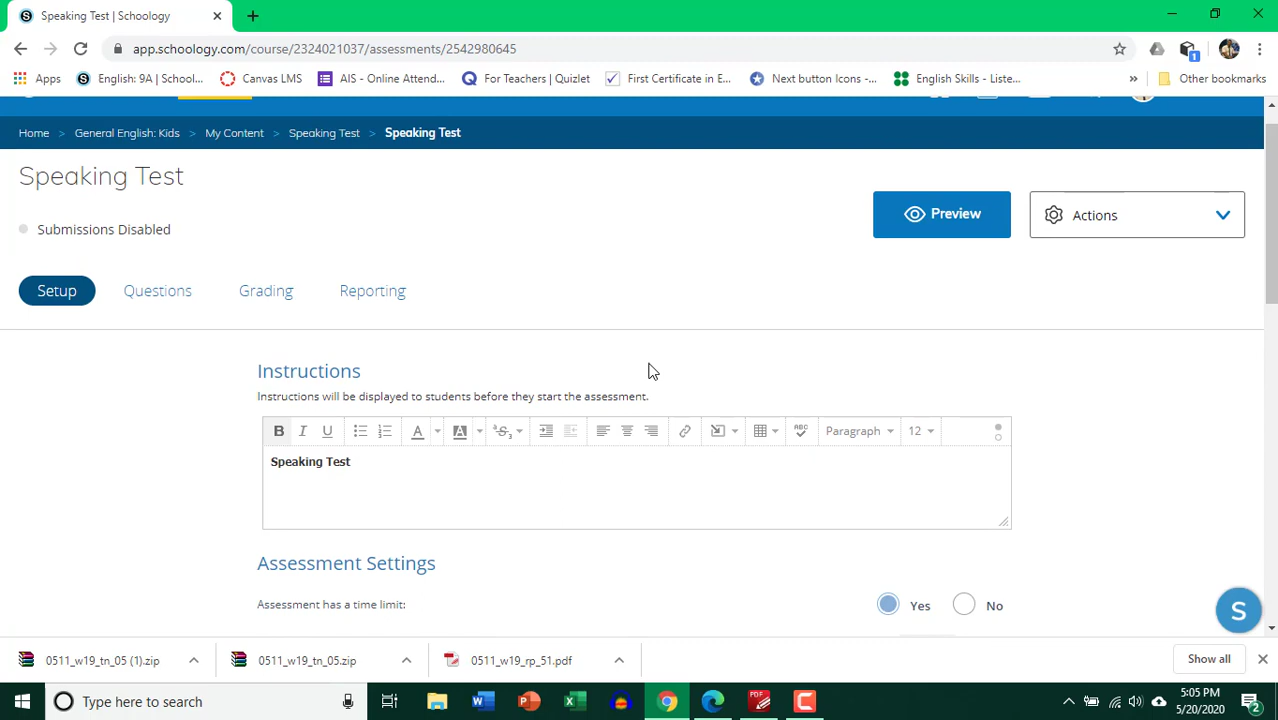 Speaking Test | Schoology
app.schoology.com/course/2324021037/assessments/2542980645
Apps
English: 9A | School...
Canvas LMS
AIS - Online Attend...
For Teachers | Quizlet
First Certificate in E...
Next button Icons -...
English Skills - Liste...
»
Other bookmarks
Home > General English: Kids > My Content > Speaking Test > Speaking Test
Speaking Test
Preview
Actions
Submissions Disabled
Setup Questions Grading Reporting
Instructions
Instructions will be displayed to students before they start the assessment.
B I U A A S Paragraph 12
ABC
Speaking Test
Assessment Settings
Assessment has a time limit: Yes No
S
0511_w19_tn_05 (1).zip
0511_w19_tn_05.zip
0511_w19_rp_51.pdf
Show all
Type here to search
5:05 PM
5/20/2020
2